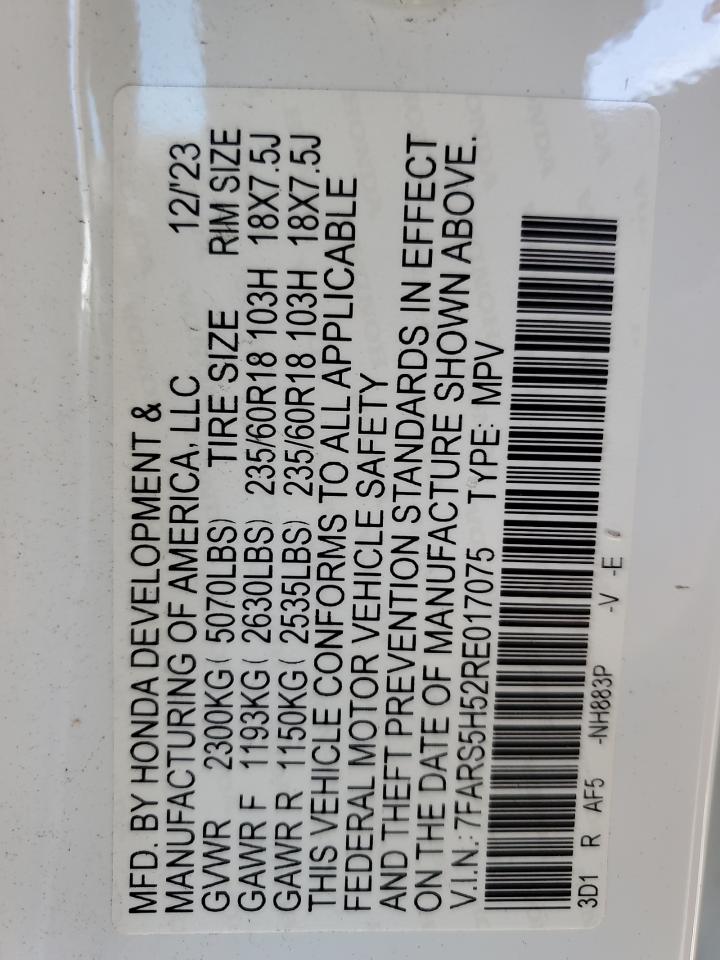 MFD. BY HONDA DEVELOPMENT &
MANUFACTURING OF AMERICA, LLC 12/'23
GVWR 2300KG( 5070LBS) TIRE SIZE RIM SIZE
GAWR F 1193KG( 2630LBS) 235/60R18 103H 18X7.5J
GAWR R 1150KG( 2535LBS) 235/60R18 103H 18X7.5J
THIS VEHICLE CONFORMS TO ALL APPLICABLE
FEDERAL MOTOR VEHICLE SAFETY
AND THEFT PREVENTION STANDARDS IN EFFECT
ON THE DATE OF MANUFACTURE SHOWN ABOVE.
V.I.N.: 7FARS5H52RE017075 TYPE: MPV
3D1 R AF5 -NH883P -V -E